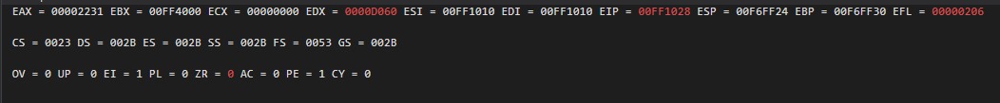 EAX = 00002231 EBX = 00FF4000 ECX = 00000000 EDX = 0000D060 ESI = 00FF1010 EDI = 00FF1010 EIP = 00FF1028 ESP = 00F6FF24 EBP = 00F6FF30 EFL = 00000206
CS = 0023 DS = 002B ES = 002B SS = 002B FS = 0053 GS = 002B
OV = 0 UP = 0 EI = 1 PL = 0 ZR = 0 AC = 0 PE = 1 CY = 0